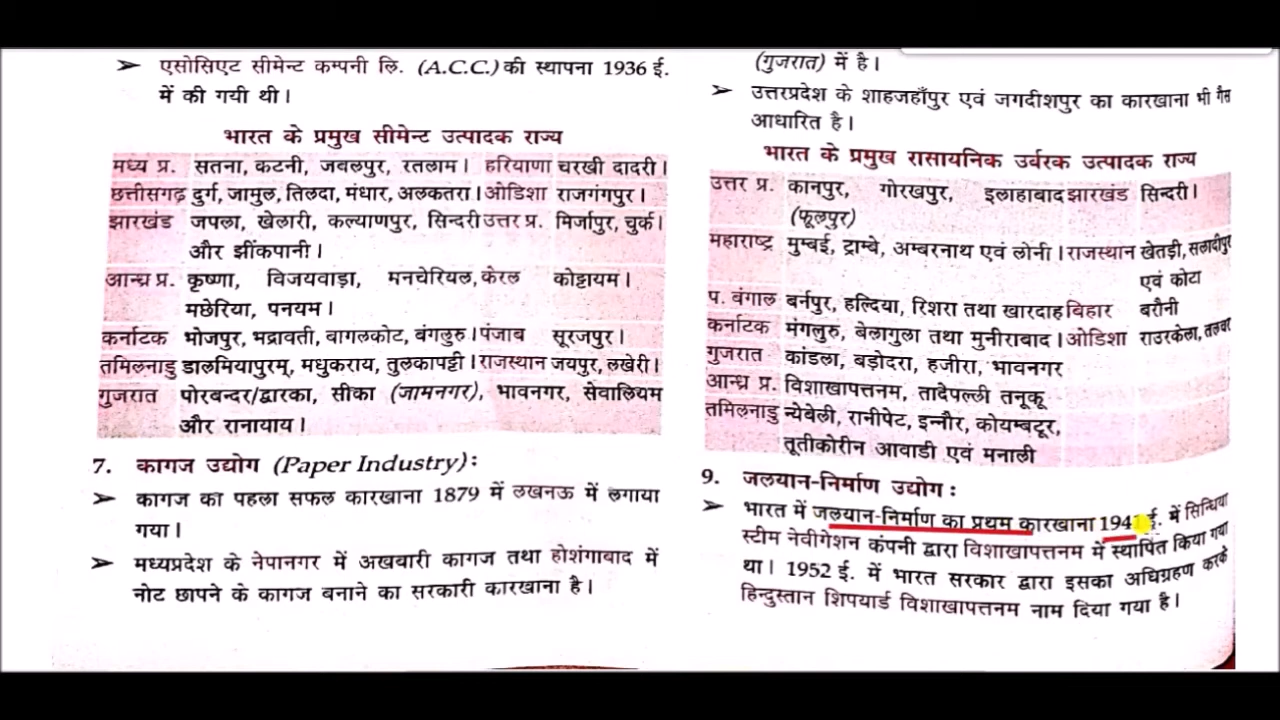 ➤ एसोसिएट सीमेन्ट कम्पनी लि. (A.C.C.) की स्थापना 1936 ई.
में की गयी थी।
भारत के प्रमुख सीमेन्ट उत्पादक राज्य
मध्य प्र. सतना, कटनी, जबलपुर, रतलाम। हरियाणा चरखी दादरी।
छत्तीसगढ़ दुर्ग, जामुल, तिलदा, मंधार, अलकतरा। ओडिशा राजगंगपुर।
झारखंड जपला, खेलारी, कल्याणपुर, सिन्दरी उत्तर प्र. मिर्जापुर, चुर्क।
और झींकपानी।
आन्ध्र प्र. कृष्णा, विजयवाड़ा, मनचेरियल, केरल कोट्टायम।
मछेरिया, पनयम।
कर्नाटक भोजपुर, भद्रावती, बागलकोट, बंगलुरु। पंजाब सूरजपुर।
तमिलनाडु डालमियापुरम्, मधुकराय, तुलकापट्टी। राजस्थान जयपुर, लखेरी।
गुजरात पोरबन्दर/द्वारका, सीका (जामनगर), भावनगर, सेवालियम
और रानायाय।
7. कागज उद्योग (Paper Industry):
➤ कागज का पहला सफल कारखाना 1879 में लखनऊ में लगाया
गया।
➤ मध्यप्रदेश के नेपानगर में अखबारी कागज तथा होशंगाबाद में
नोट छापने के कागज बनाने का सरकारी कारखाना है।
(गुजरात) में है।
➤ उत्तरप्रदेश के शाहजहाँपुर एवं जगदीशपुर का कारखाना भी गैस
आधारित है।
भारत के प्रमुख रासायनिक उर्वरक उत्पादक राज्य
उत्तर प्र. कानपुर, गोरखपुर, इलाहाबाद झारखंड सिन्दरी।
(फूलपुर)
महाराष्ट्र मुम्बई, ट्राम्बे, अम्बरनाथ एवं लोनी। राजस्थान खेतड़ी, सलादीपुर
एवं कोटा
प. बंगाल बर्नपुर, हल्दिया, रिशरा तथा खारदाह बिहार बरौनी
कर्नाटक मंगलुरु, बेलागुला तथा मुनीराबाद। ओडिशा राउरकेला,
गुजरात कांडला, बड़ोदरा, हजीरा, भावनगर
आन्ध्र प्र. विशाखापत्तनम, तादेपल्ली तनूकू
तमिलनाडु न्येबेली, रानीपेट, इन्नौर, कोयम्बटूर,
तूतीकोरीन आवाडी एवं मनाली
9. जलयान-निर्माण उद्योग:
➤ भारत में जलयान-निर्माण का प्रथम कारखाना 1941 ई. में सिन्धिया
स्टीम नेवीगेशन कंपनी द्वारा विशाखापत्तनम में स्थापित किया गया
था। 1952 ई. में भारत सरकार द्वारा इसका अधिग्रहण करके
हिन्दुस्तान शिपयार्ड विशाखापत्तनम नाम दिया गया है।